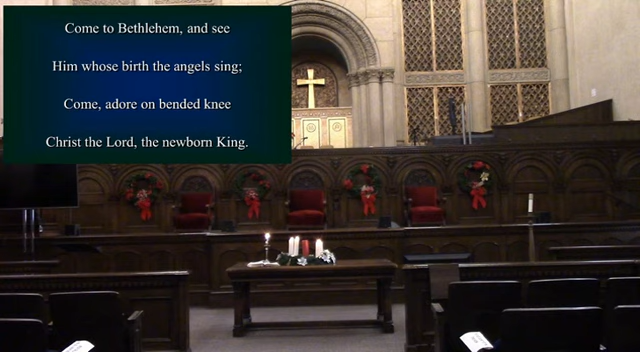 Come to Bethlehem, and see
Him whose birth the angels sing;
Come, adore on bended knee
Christ the Lord, the newborn King.